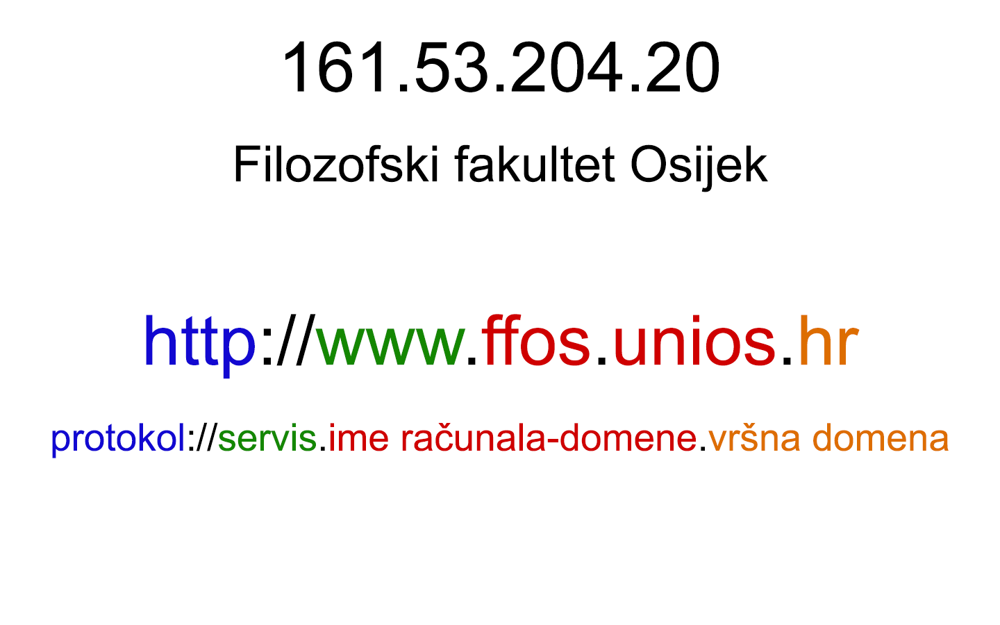 161.53.204.20
Filozofski fakultet Osijek
http://www.ffos.unios.hr
protokol://servis.ime računala-domene.vršna domena